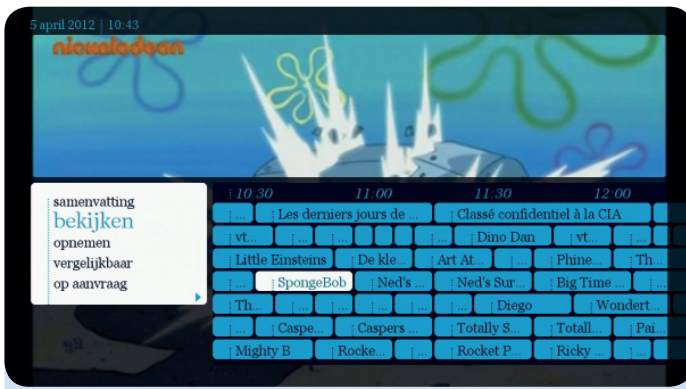 5 april 2012 | 10:43
nickelodeon
samenvatting
bekijken
opnemen
vergelijkbaar
op aanvraag
10:30 11:00 11:30 12:00
... Les derniers jours de ... Classé confidentiel à la CIA
vt... ... ... ... Dino Dan vt... ...
Little Einsteins De kle... Art At... ... Phine... Th...
... SpongeBob Ned's ... Ned's Sur... Big Time ... ...
Th... ... ... ... ... Diego Wondert...
... Caspe... Caspers ... Totally S... Totall... Pai...
Mighty B Rocke... ... Rocket P... Ricky ... ...